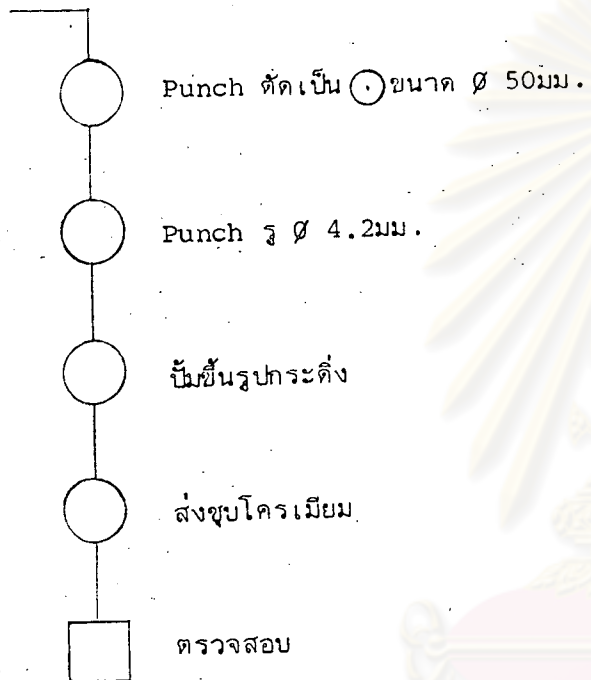 Punch ตัดเป็น ⊙ ขนาด Ø 50มม.
Punch รู Ø 4.2มม.
ปั๊มขึ้นรูปกระดิ่ง
ส่งชุบโครเมียม
ตรวจสอบ